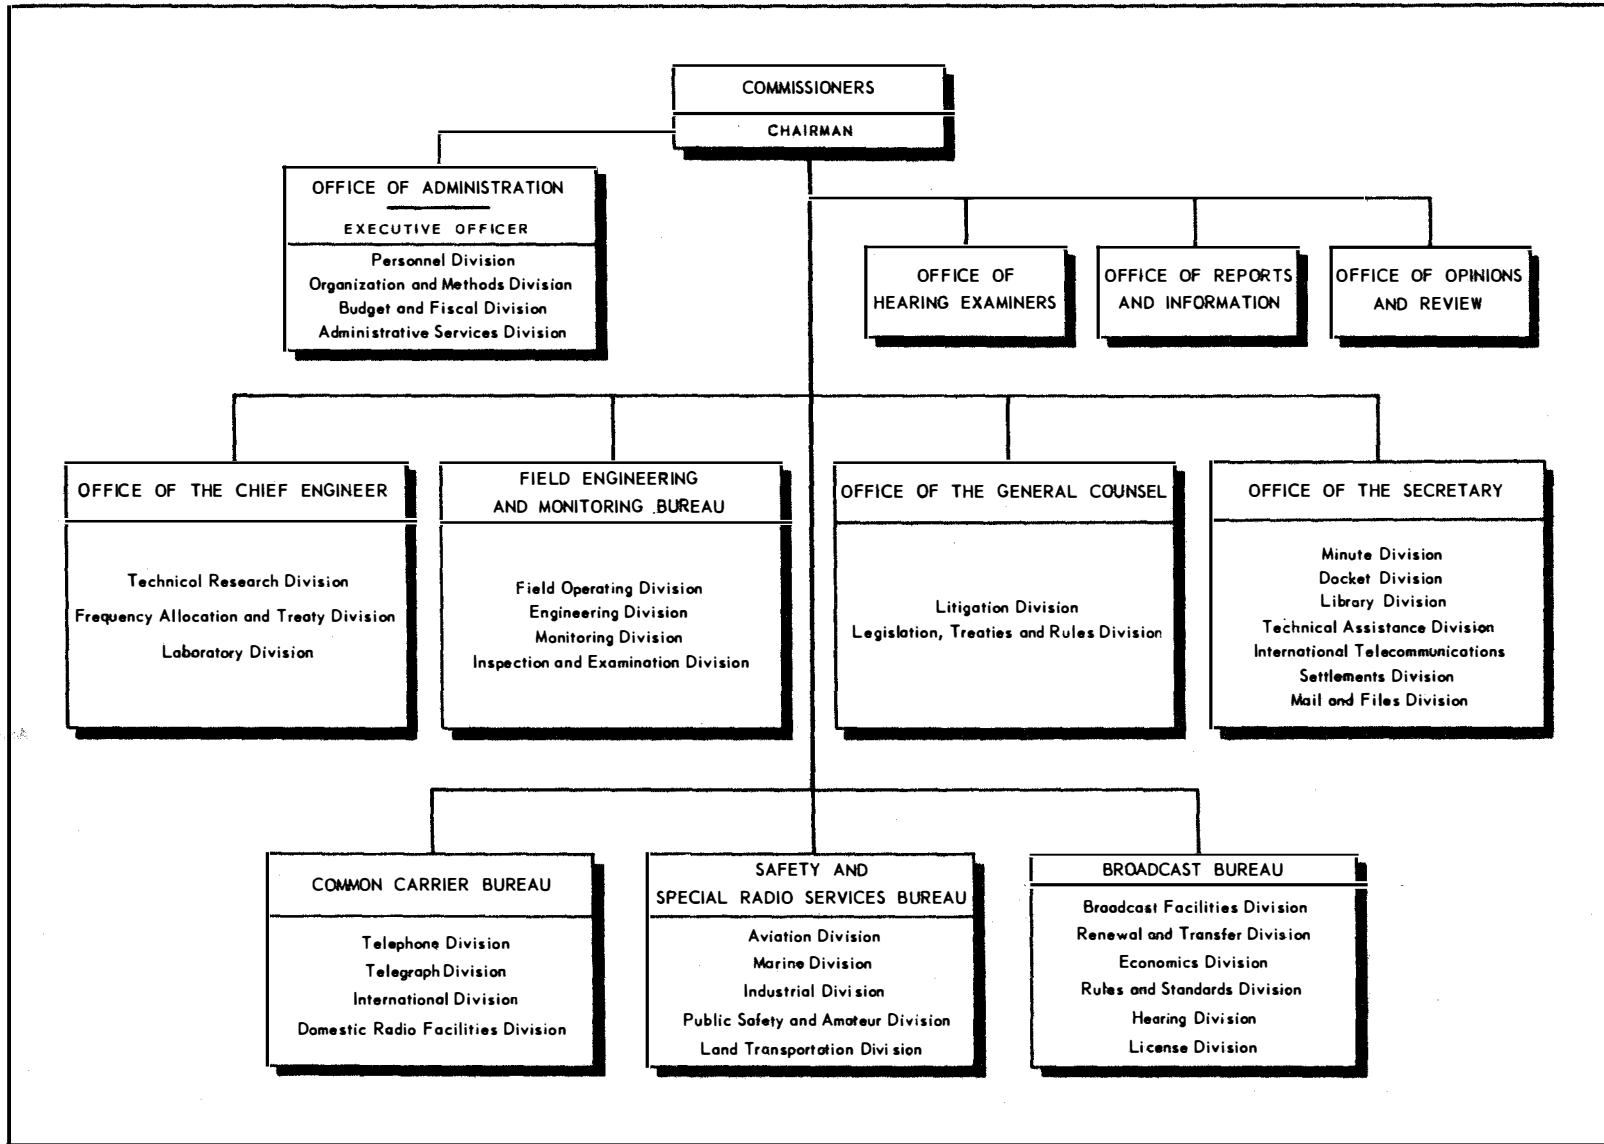 COMMISSIONERS
CHAIRMAN
OFFICE OF ADMINISTRATION
EXECUTIVE OFFICER
Personnel Division
Organization and Methods Division
Budget and Fiscal Division
Administrative Services Division
OFFICE OF
HEARING EXAMINERS
OFFICE OF REPORTS
AND INFORMATION
OFFICE OF OPINIONS
AND REVIEW
OFFICE OF THE CHIEF ENGINEER
Technical Research Division
Frequency Allocation and Treaty Division
Laboratory Division
FIELD ENGINEERING
AND MONITORING BUREAU
Field Operating Division
Engineering Division
Monitoring Division
Inspection and Examination Division
OFFICE OF THE GENERAL COUNSEL
Litigation Division
Legislation, Treaties and Rules Division
OFFICE OF THE SECRETARY
Minute Division
Docket Division
Library Division
Technical Assistance Division
International Telecommunications
Settlements Division
Mail and Files Division
COMMON CARRIER BUREAU
Telephone Division
Telegraph Division
International Division
Domestic Radio Facilities Division
SAFETY AND
SPECIAL RADIO SERVICES BUREAU
Aviation Division
Marine Division
Industrial Division
Public Safety and Amateur Division
Land Transportation Division
BROADCAST BUREAU
Broadcast Facilities Division
Renewal and Transfer Division
Economics Division
Rules and Standards Division
Hearing Division
License Division